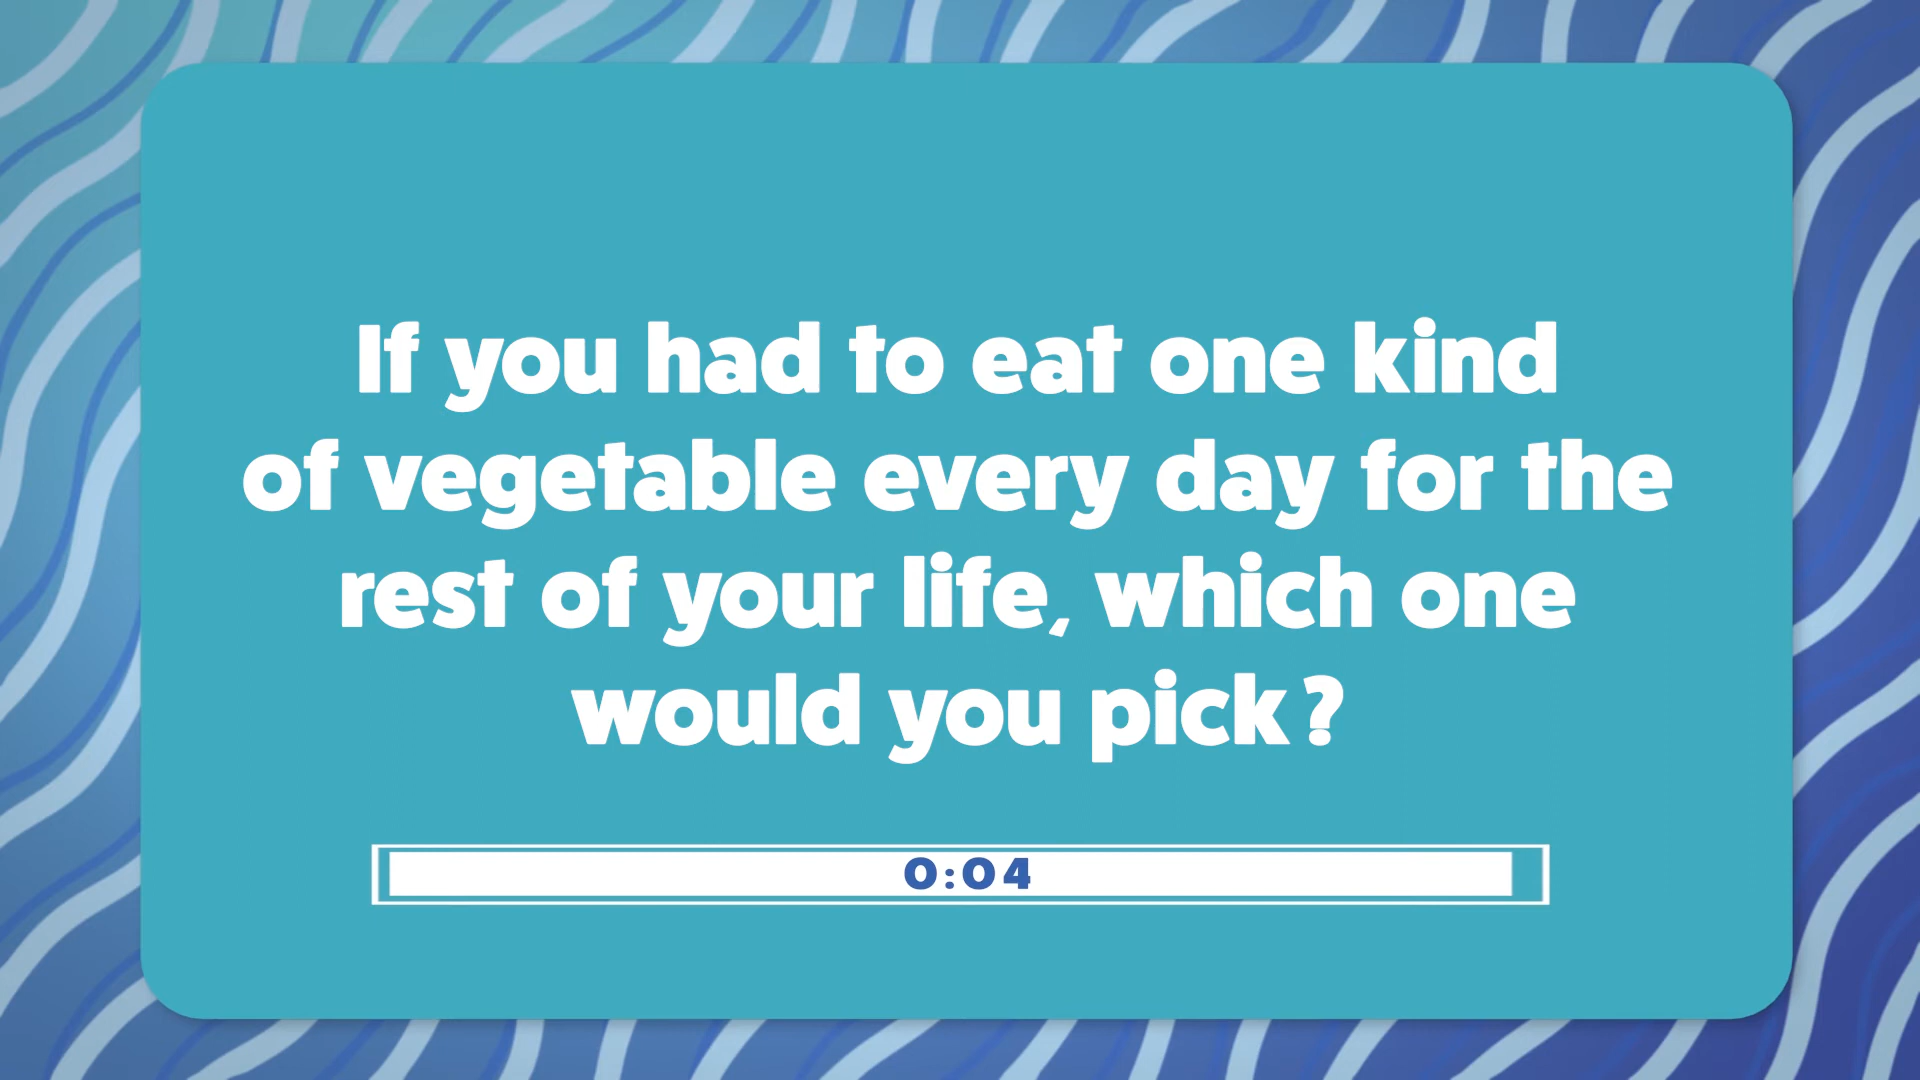 If you had to eat one kind
of vegetable every day for the
rest of your life, which one
would you pick?
0:04